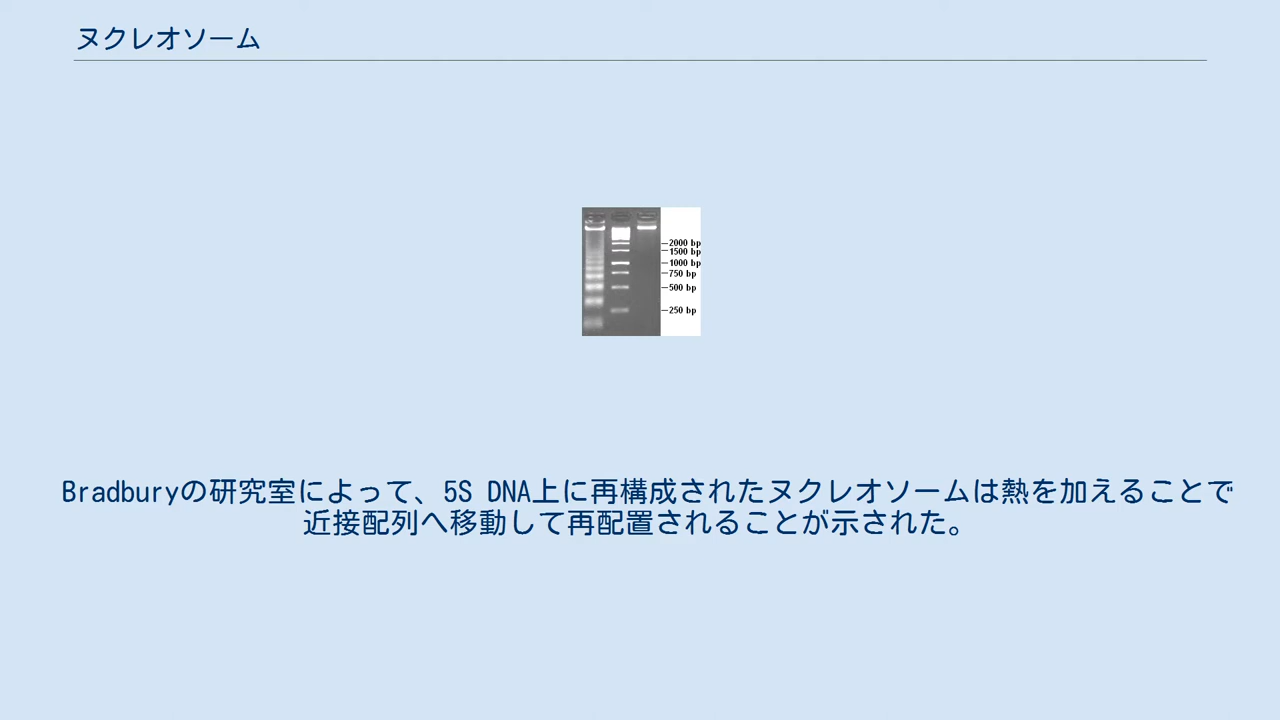 ヌクレオソーム
2000 bp
1500 bp
1000 bp
750 bp
500 bp
250 bp
Bradburyの研究室によって、5S DNA上に再構成されたヌクレオソームは熱を加えることで
近接配列へ移動して再配置されることが示された。